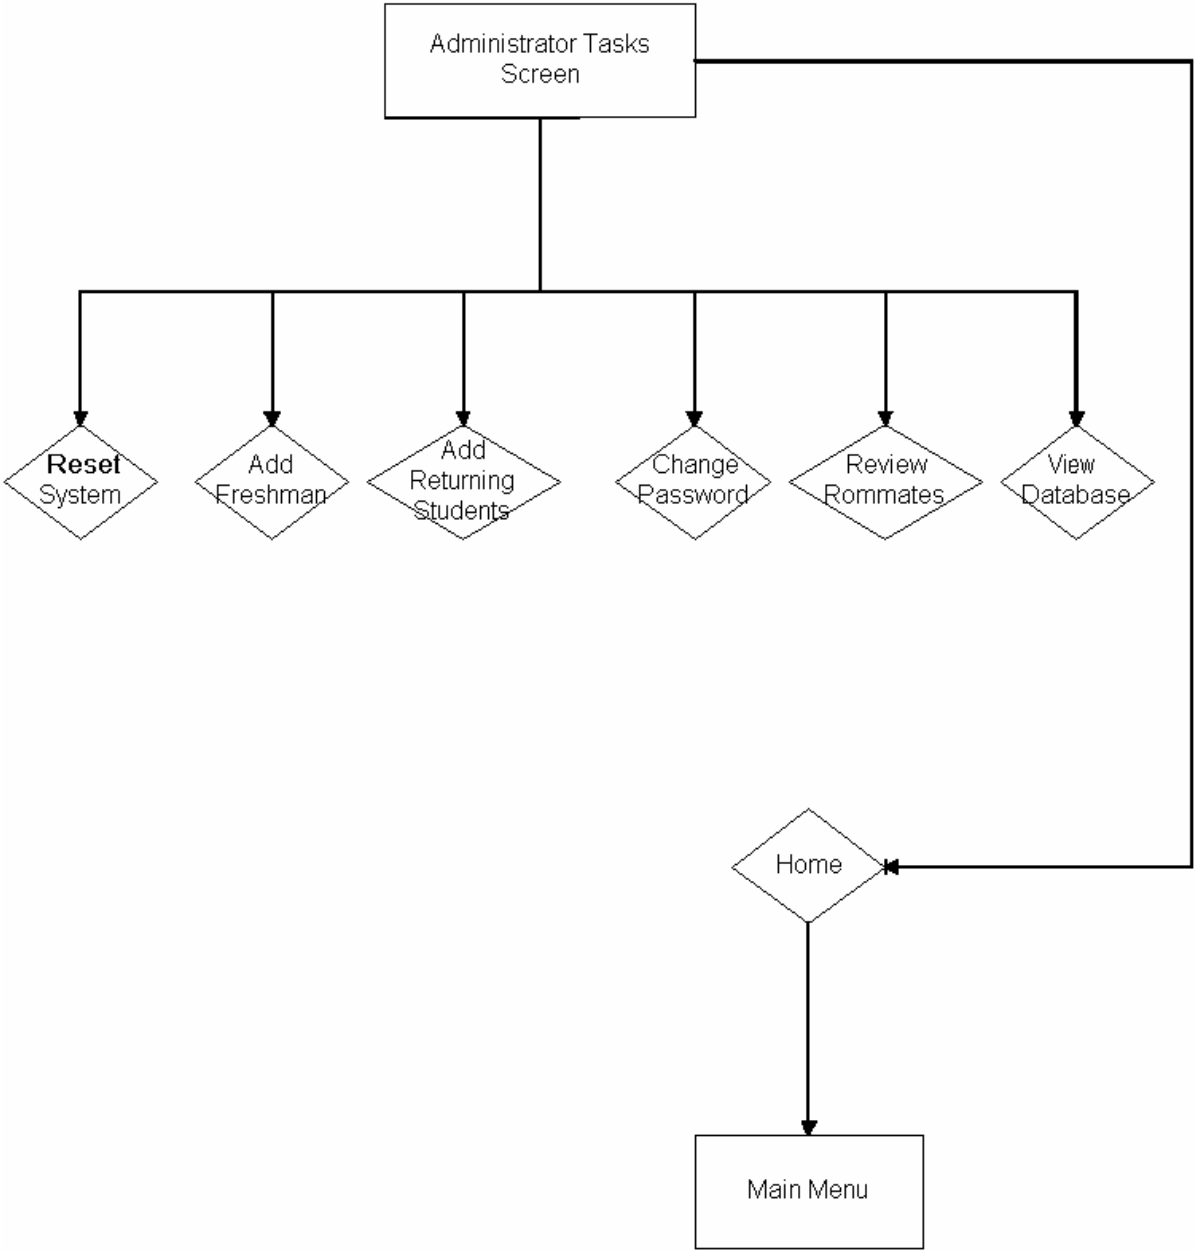 Administrator Tasks
Screen
Reset
System
Add
Freshman
Add
Returning
Students
Change
Password
Review
Rommates
View
Database
Home
Main Menu